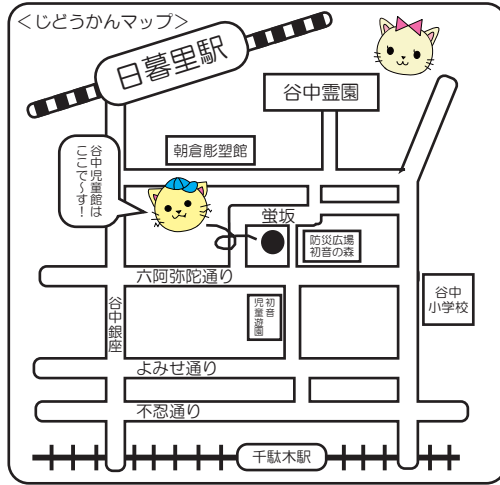 ＜じどうかんマップ＞
日暮里駅
谷中霊園
朝倉彫塑館
谷中児童館は
ここで〜す！
蛍坂
防災広場
初音の森
六阿弥陀通り
谷中
小学校
初音
児童遊園
谷中銀座
よみせ通り
不忍通り
千駄木駅